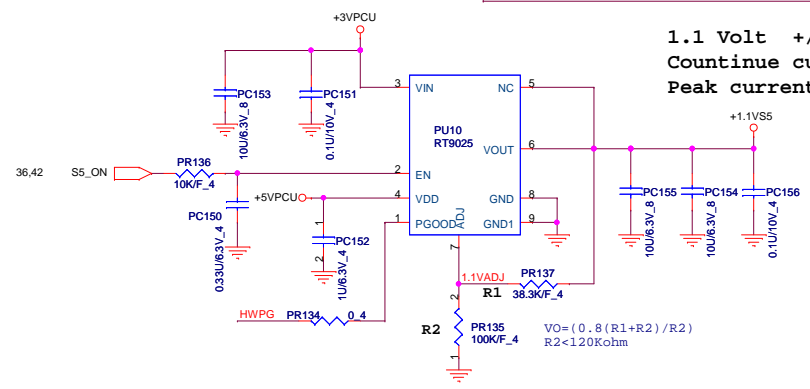 +3VPCU
1.1 Volt +/
Countinue cu
Peak current
PC153
10U/6.3V_8
PC151
0.1U/10V_4
3
VIN
NC
5
+1.1VS5
PU10
RT9025
VOUT
6
36,42
S5_ON
PR136
10K/F_4
2
EN
+5VPCU
4
VDD
GND
8
1
PGOOD
GND1
9
ADJ
7
PC150
0.33U/6.3V_4
1
PC152
2
1U/6.3V_4
PC155
10U/6.3V_8
PC154
10U/6.3V_8
PC156
0.1U/10V_4
1.1VADJ
PR137
38.3K/F_4
R1
HWPG
PR134
0_4
R2
2
PR135
100K/F_4
1
VO=(0.8(R1+R2)/R2)
R2<120Kohm